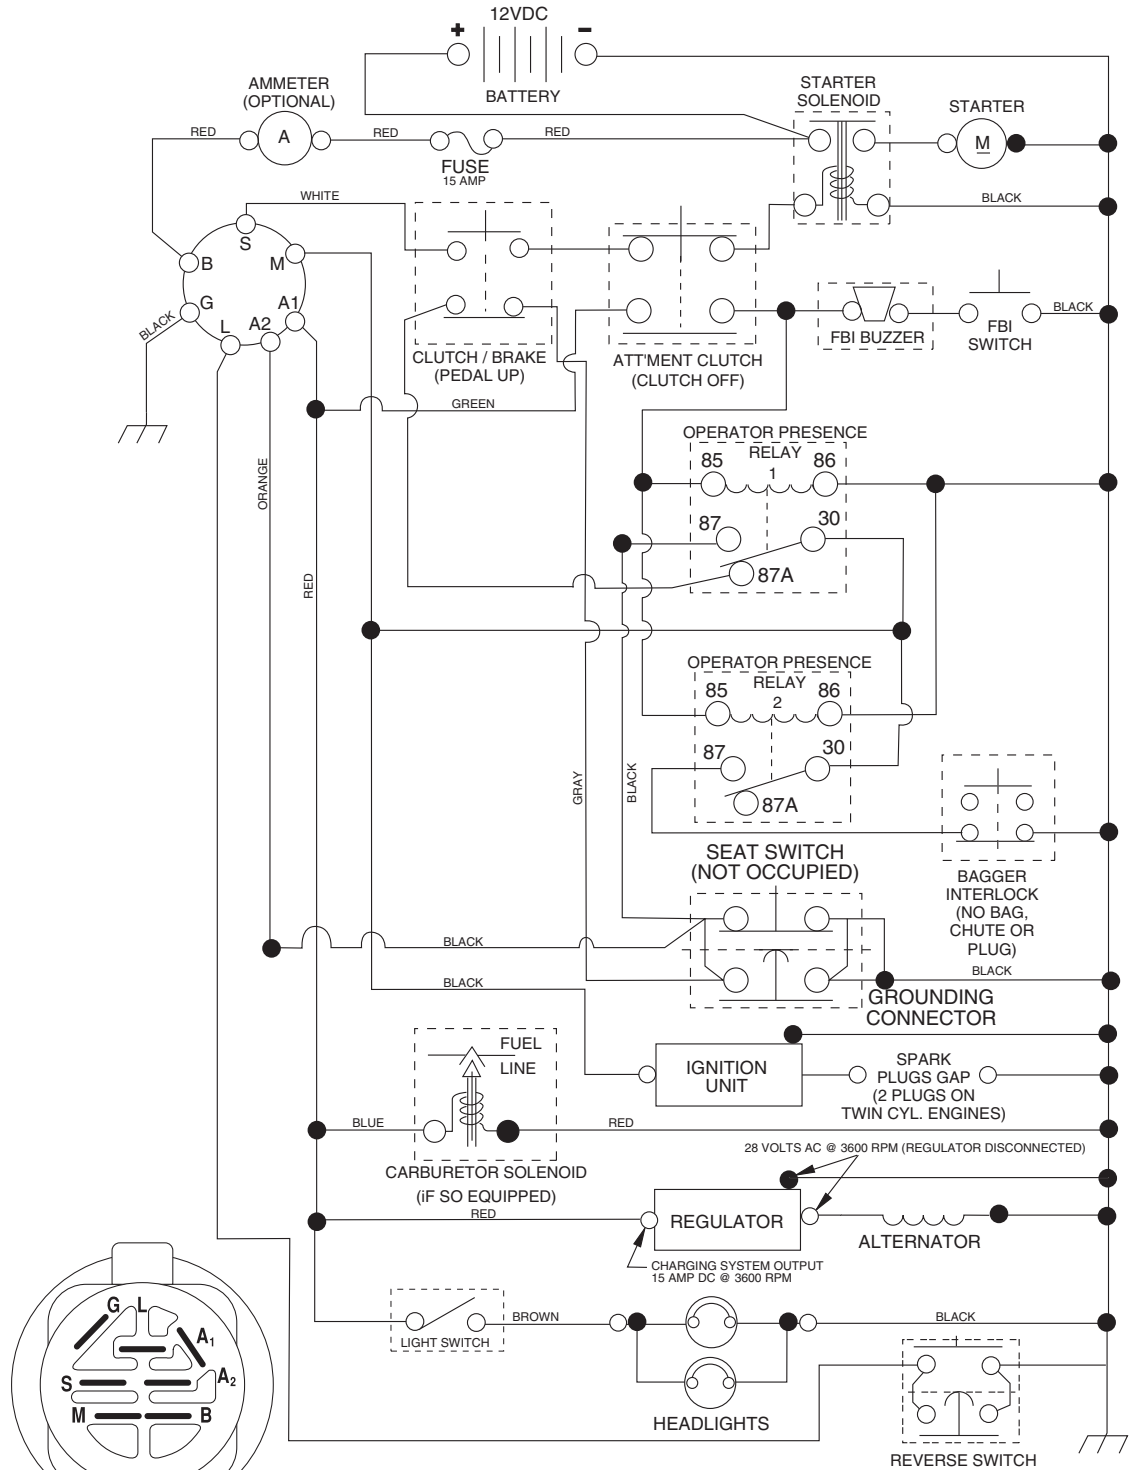 12VDC
+
-
BATTERY
AMMETER
(OPTIONAL)
STARTER
SOLENOID
STARTER
RED
A
RED
RED
M
FUSE
15 AMP
WHITE
BLACK
S
B
M
G
A1
L
A2
BLACK
CLUTCH / BRAKE
(PEDAL UP)
ATT'MENT CLUTCH
(CLUTCH OFF)
FBI BUZZER
FBI
SWITCH
BLACK
GREEN
ORANGE
RED
OPERATOR PRESENCE
RELAY
1
85
86
87
30
87A
OPERATOR PRESENCE
RELAY
2
85
86
87
30
87A
GRAY
BLACK
SEAT SWITCH
(NOT OCCUPIED)
BAGGER
INTERLOCK
(NO BAG,
CHUTE OR
PLUG)
BLACK
BLACK
BLACK
GROUNDING
CONNECTOR
FUEL
LINE
IGNITION
UNIT
SPARK
PLUGS GAP
(2 PLUGS ON
TWIN CYL. ENGINES)
BLUE
RED
CARBURETOR SOLENOID
(iF SO EQUIPPED)
28 VOLTS AC @ 3600 RPM (REGULATOR DISCONNECTED)
RED
REGULATOR
ALTERNATOR
CHARGING SYSTEM OUTPUT
15 AMP DC @ 3600 RPM
LIGHT SWITCH
BROWN
BLACK
HEADLIGHTS
REVERSE SWITCH
G
L
A1
A2
S
M
B